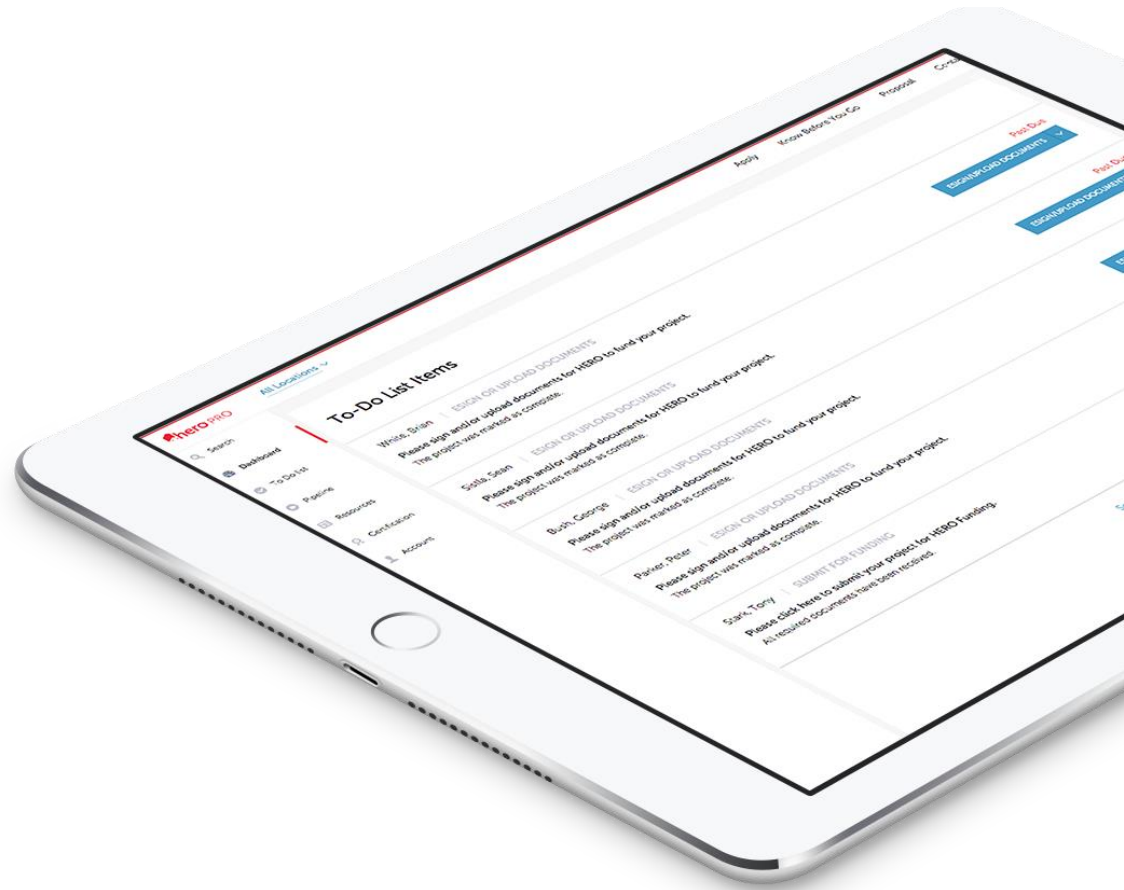 hero PRO
All Locations
Apply
Know Before You Go
Proposal
Search
Dashboard
To Do list
Pipeline
Resources
Certification
Account
To-Do List Items
White, Brian | ESIGN OR UPLOAD DOCUMENTS
Please sign and/or upload documents for HERO to fund your project.
The project was marked as complete.
Past Due
ESIGN/UPLOAD DOCUMENTS
Sistla, Sean | ESIGN OR UPLOAD DOCUMENTS
Please sign and/or upload documents for HERO to fund your project.
The project was marked as complete.
Past Due
ESIGN/UPLOAD DOCUMENTS
Bush, George | ESIGN OR UPLOAD DOCUMENTS
Please sign and/or upload documents for HERO to fund your project.
The project was marked as complete.
Parker, Peter | ESIGN OR UPLOAD DOCUMENTS
Please sign and/or upload documents for HERO to fund your project.
The project was marked as complete.
Stark, Tony | SUBMIT FOR FUNDING
Please click here to submit your project for HERO Funding.
All required documents have been received.